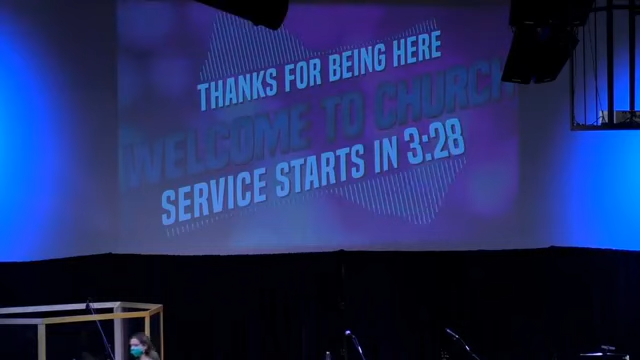 THANKS FOR BEING HERE
WELCOME TO CHURCH
SERVICE STARTS IN 3:28